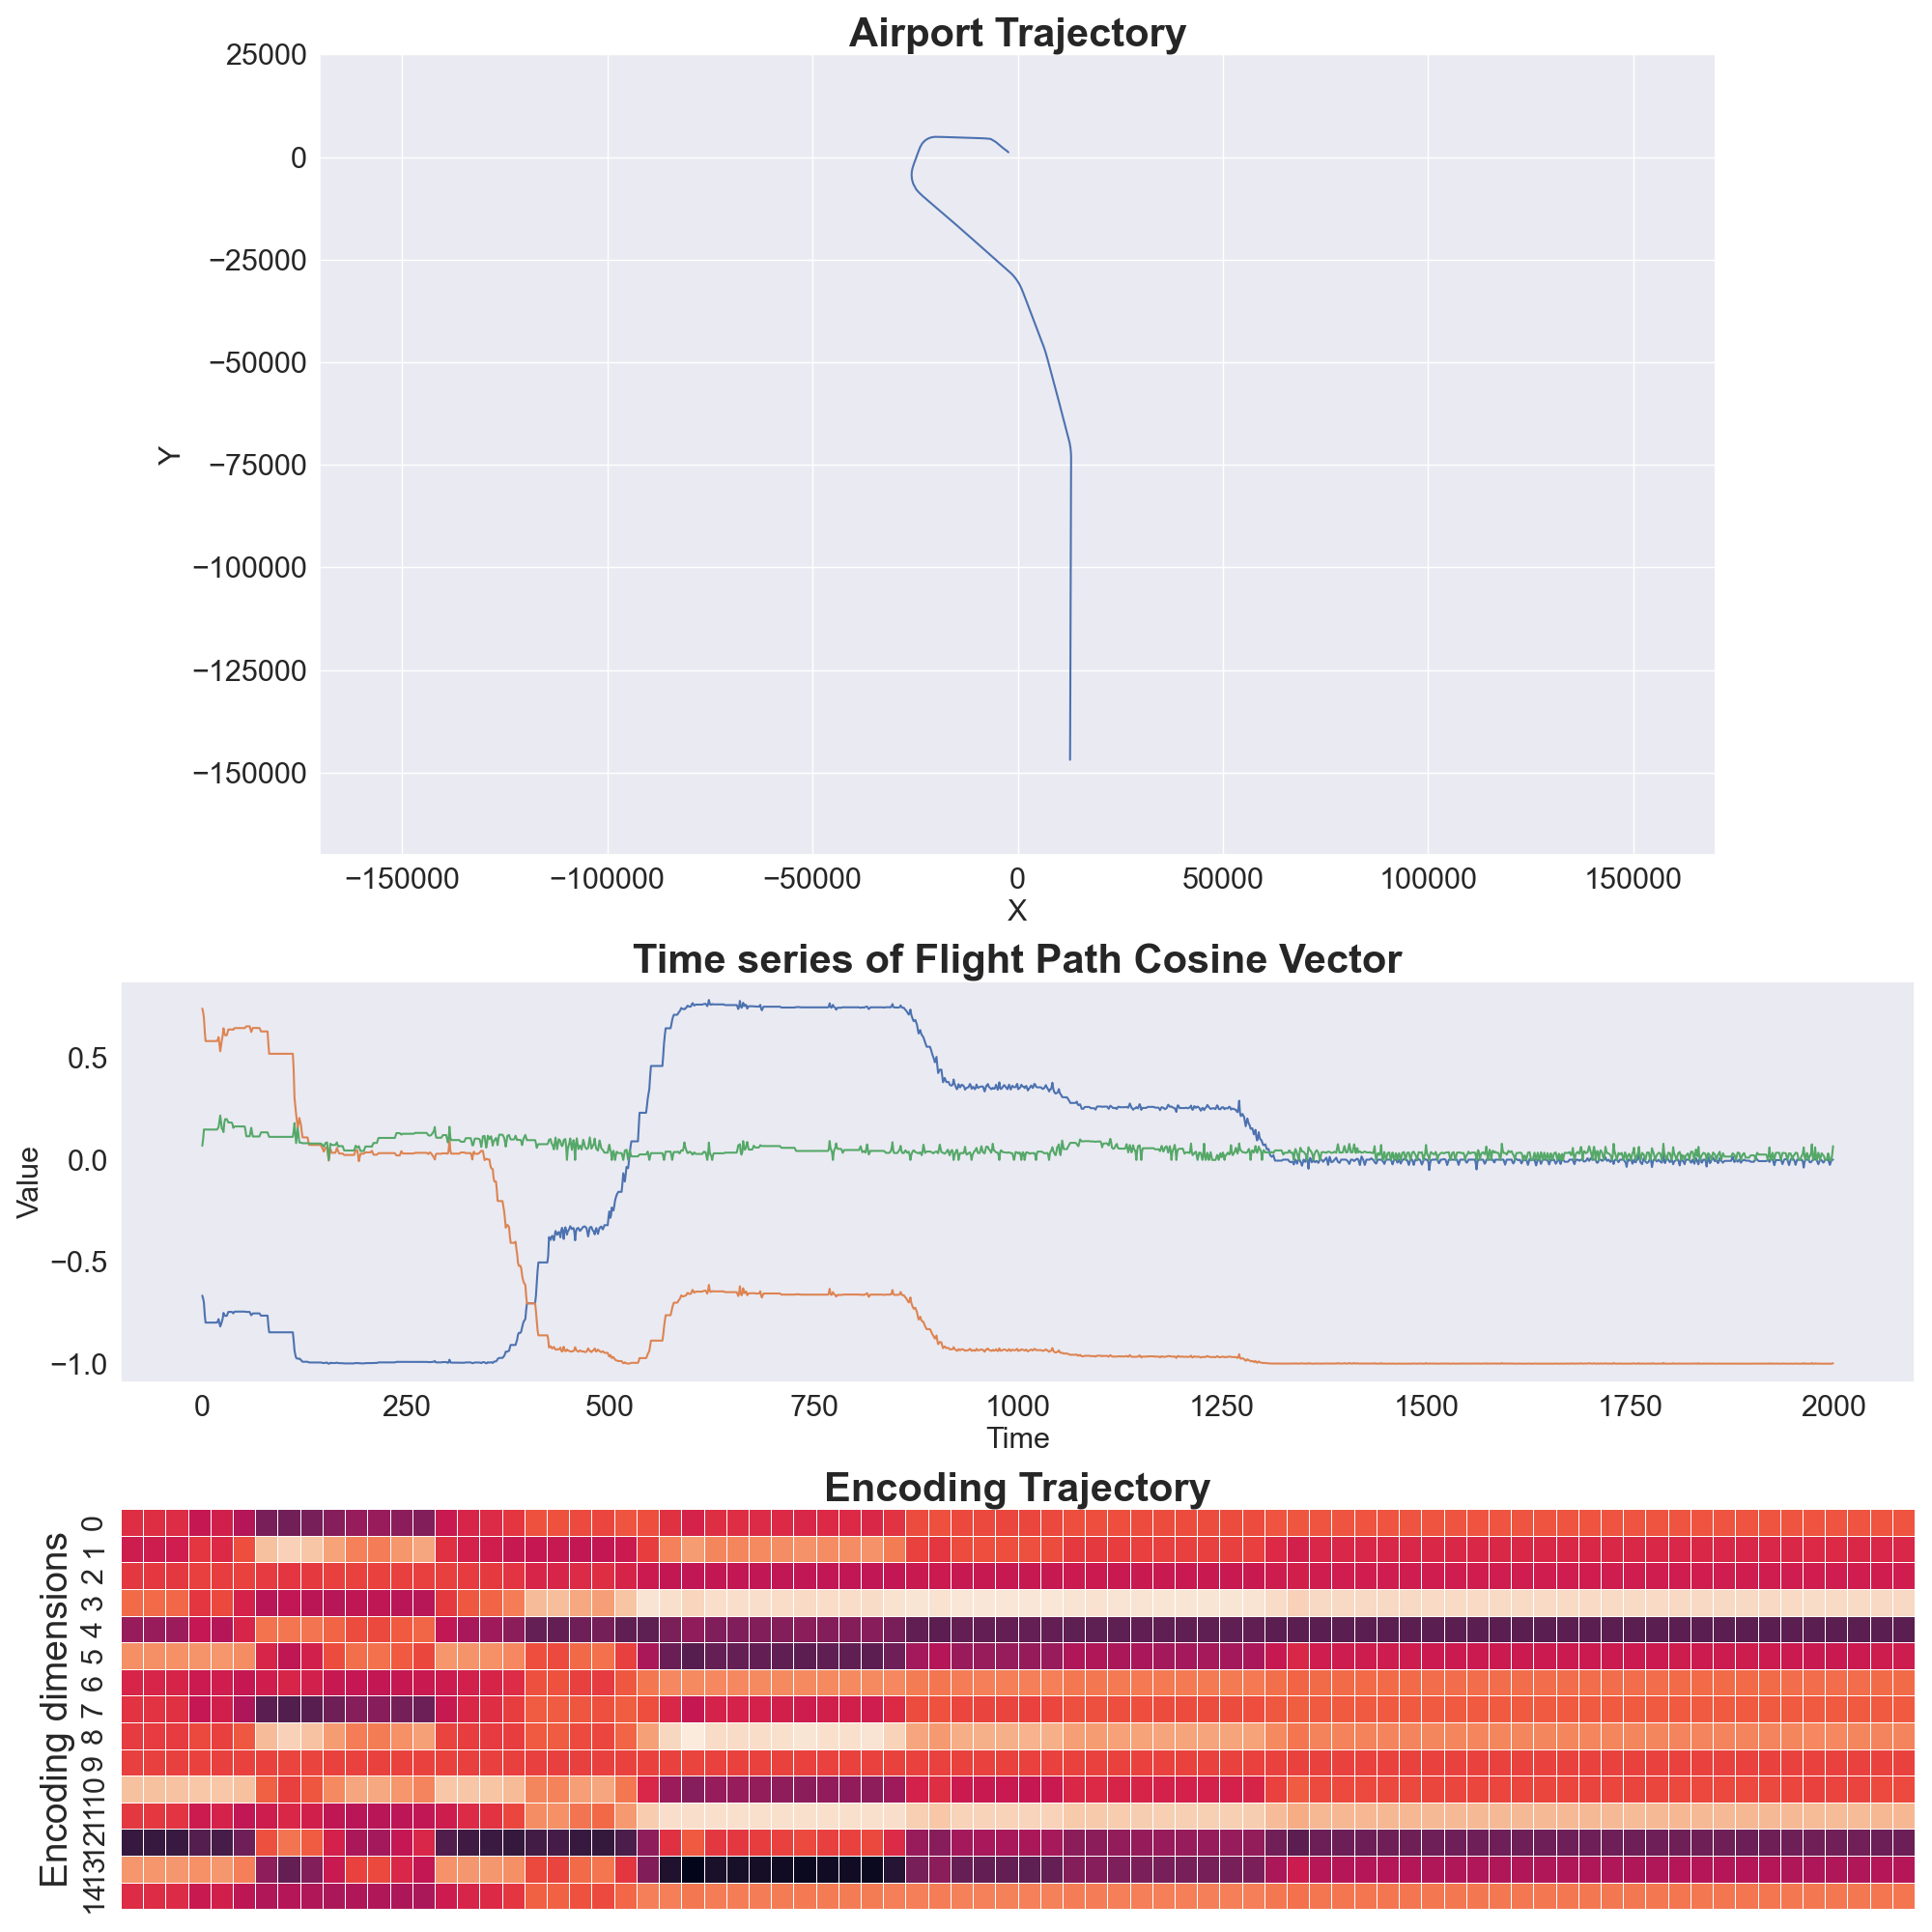 Airport Trajectory
25000
0
−25000
−50000
−75000
−100000
−125000
−150000
Y
−150000 −100000 −50000 0 50000 100000 150000
X
Time series of Flight Path Cosine Vector
0.5
0.0
−0.5
−1.0
Value
0 250 500 750 1000 1250 1500 1750 2000
Time
Encoding Trajectory
Encoding dimensions
0
1
2
3
4
5
6
7
8
9
10
11
12
13
14